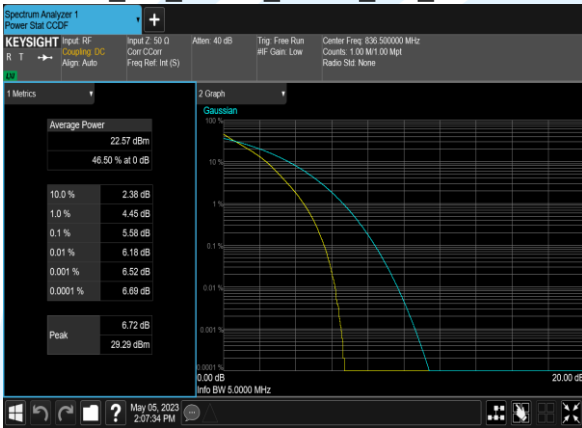 Spectrum Analyzer 1
Power Stat CCDF
+
KEYSIGHT
R T
LXI
Input: RF
Coupling: DC
Align: Auto
Input Z: 50 Ω
Corr CCorr
Freq Ref: Int (S)
Atten: 40 dB
Trig: Free Run
#IF Gain: Low
Center Freq: 836.500000 MHz
Counts: 1.00 M/1.00 Mpt
Radio Std: None
1 Metrics
Average Power
22.57 dBm
46.50 % at 0 dB
10.0 % 2.38 dB
1.0 % 4.45 dB
0.1 % 5.58 dB
0.01 % 6.18 dB
0.001 % 6.52 dB
0.0001 % 6.69 dB
Peak
6.72 dB
29.29 dBm
2 Graph
Gaussian
100 %
10 %
1 %
0.1 %
0.01 %
0.001 %
0.0001 %
0.00 dB
20.00 dB
Info BW 5.0000 MHz
?
May 05, 2023
2:07:34 PM